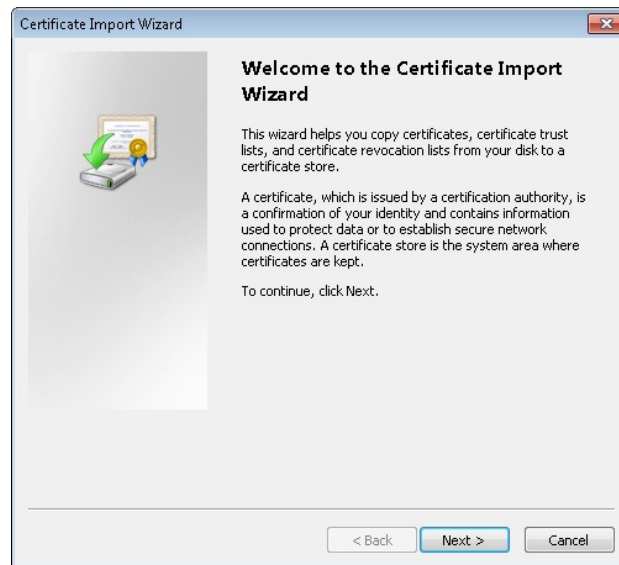 Certificate Import Wizard
Welcome to the Certificate Import
Wizard
This wizard helps you copy certificates, certificate trust
lists, and certificate revocation lists from your disk to a
certificate store.
A certificate, which is issued by a certification authority, is
a confirmation of your identity and contains information
used to protect data or to establish secure network
connections. A certificate store is the system area where
certificates are kept.
To continue, click Next.
< Back Next > Cancel